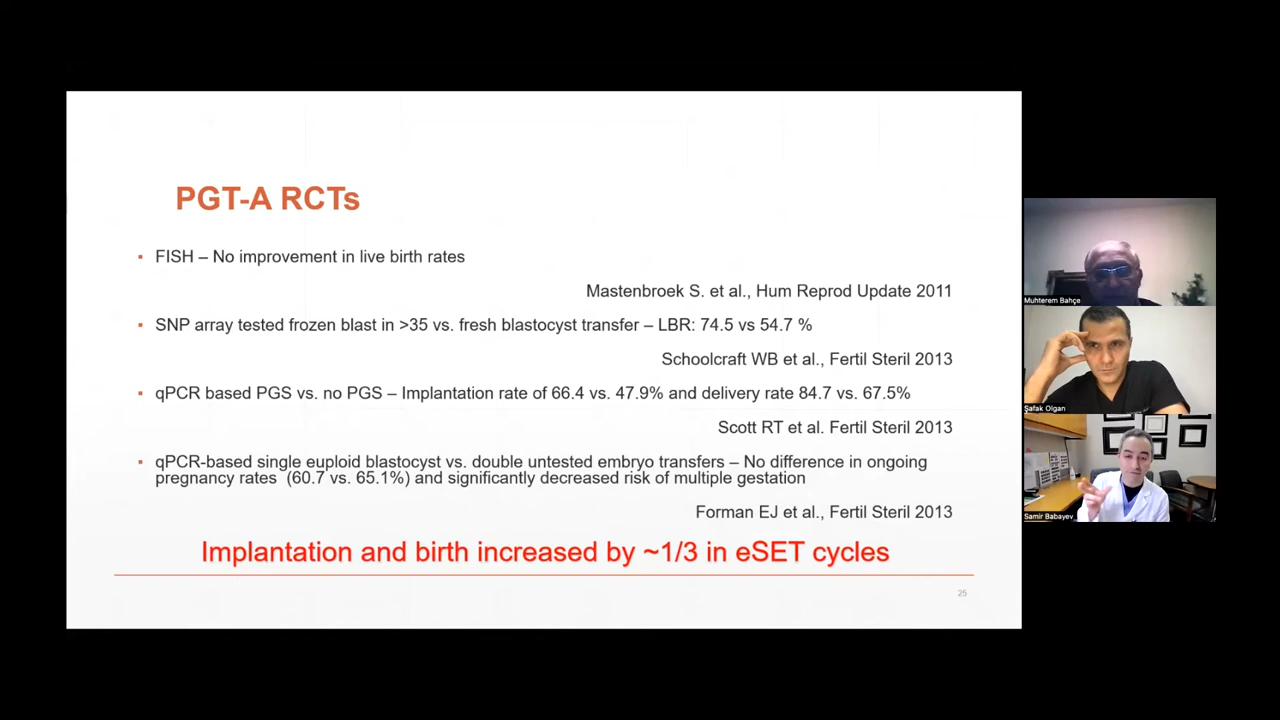 PGT-A RCTs
▪ FISH – No improvement in live birth rates
Mastenbroek S. et al., Hum Reprod Update 2011
▪ SNP array tested frozen blast in >35 vs. fresh blastocyst transfer – LBR: 74.5 vs 54.7 %
Schoolcraft WB et al., Fertil Steril 2013
▪ qPCR based PGS vs. no PGS – Implantation rate of 66.4 vs. 47.9% and delivery rate 84.7 vs. 67.5%
Scott RT et al. Fertil Steril 2013
▪ qPCR-based single euploid blastocyst vs. double untested embryo transfers – No difference in ongoing
pregnancy rates (60.7 vs. 65.1%) and significantly decreased risk of multiple gestation
Forman EJ et al., Fertil Steril 2013
Implantation and birth increased by ~1/3 in eSET cycles
25
Muhterem Bahçe
Şafak Olgan
Samir Babayev